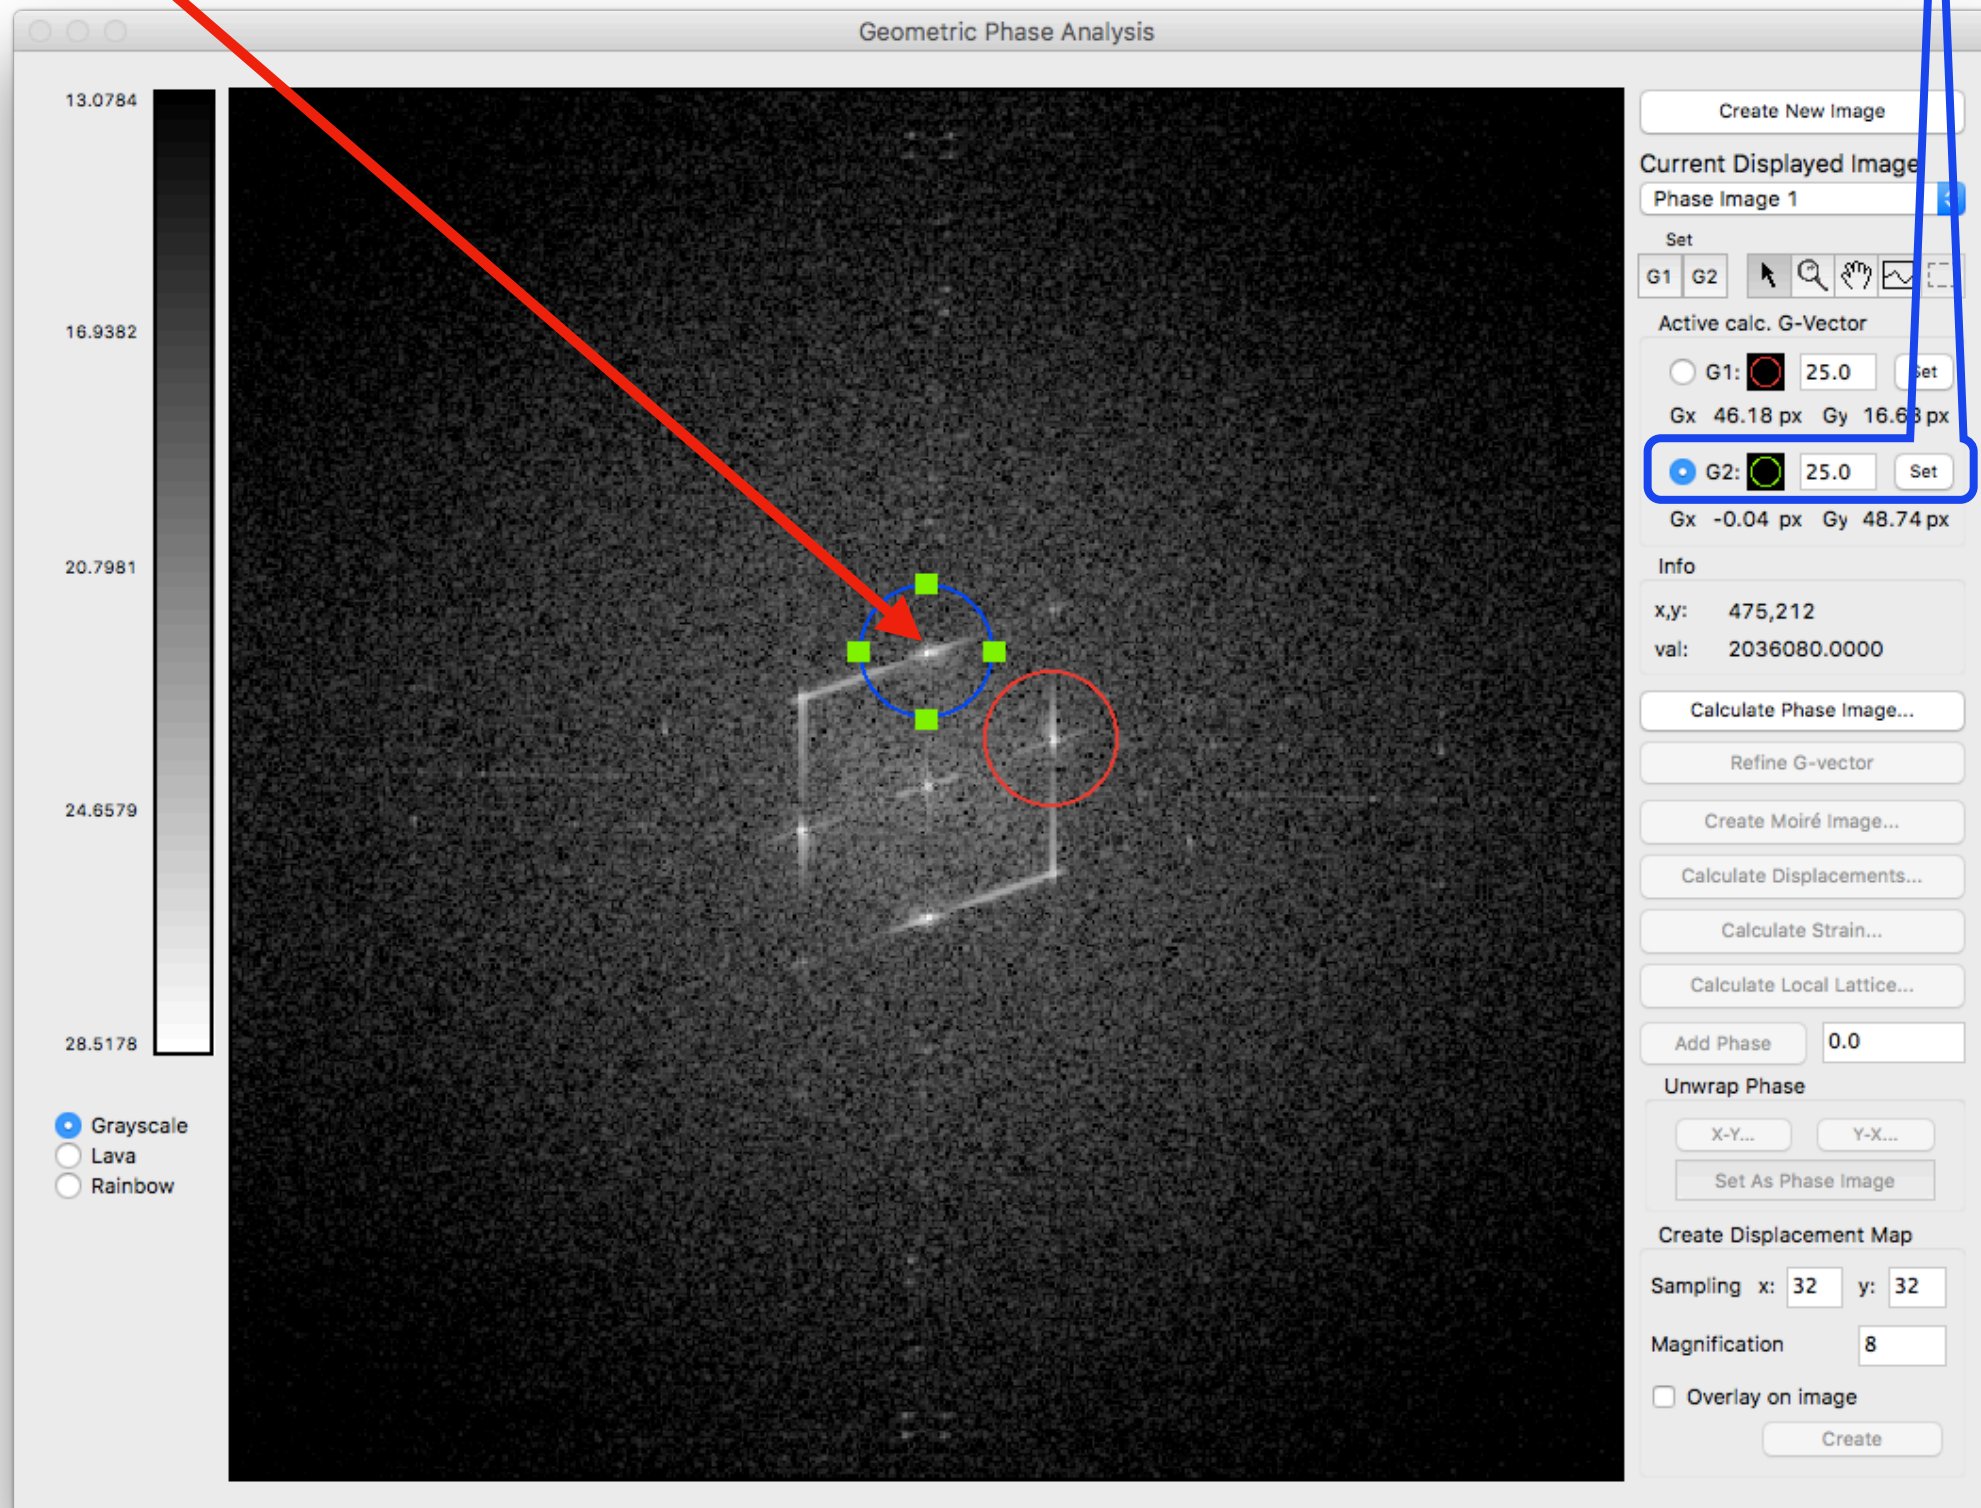 Geometric Phase Analysis
13.0784
16.9382
20.7981
24.6579
28.5178
Grayscale
Lava
Rainbow
Create New Image
Current Displayed Image
Phase Image 1
Set
G1 G2
Active calc. G-Vector
G1: 25.0 Set
Gx 46.18 px Gy 16.63 px
G2: 25.0 Set
Gx -0.04 px Gy 48.74 px
Info
x,y: 475,212
val: 2036080.0000
Calculate Phase Image...
Refine G-vector
Create Moiré Image...
Calculate Displacements...
Calculate Strain...
Calculate Local Lattice...
Add Phase 0.0
Unwrap Phase
X-Y... Y-X...
Set As Phase Image
Create Displacement Map
Sampling x: 32 y: 32
Magnification 8
Overlay on image
Create